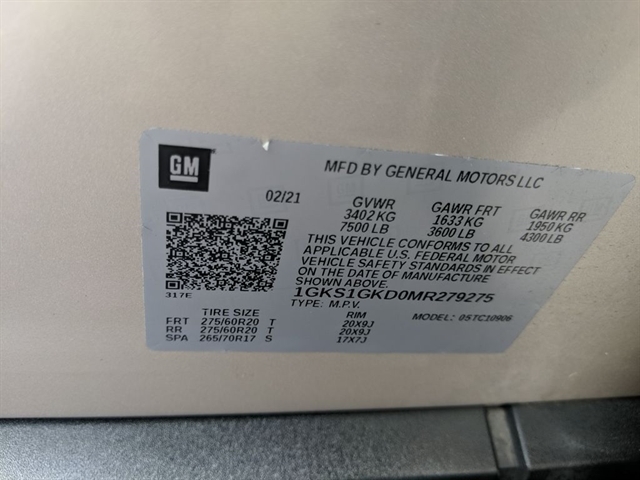 GM
MFD BY GENERAL MOTORS LLC
02/21
GVWR GAWR FRT GAWR RR
3402 KG 1633 KG 1950 KG
7500 LB 3600 LB 4300 LB
THIS VEHICLE CONFORMS TO ALL
APPLICABLE U.S. FEDERAL MOTOR
VEHICLE SAFETY STANDARDS IN EFFECT
ON THE DATE OF MANUFACTURE
SHOWN ABOVE.
1GKS1GKD0MR279275
317E
TYPE: M.P.V. MODEL: 05TC10906
TIRE SIZE RIM
FRT 275/60R20 T 20X9J
RR 275/60R20 T 20X9J
SPA 265/70R17 S 17X7J